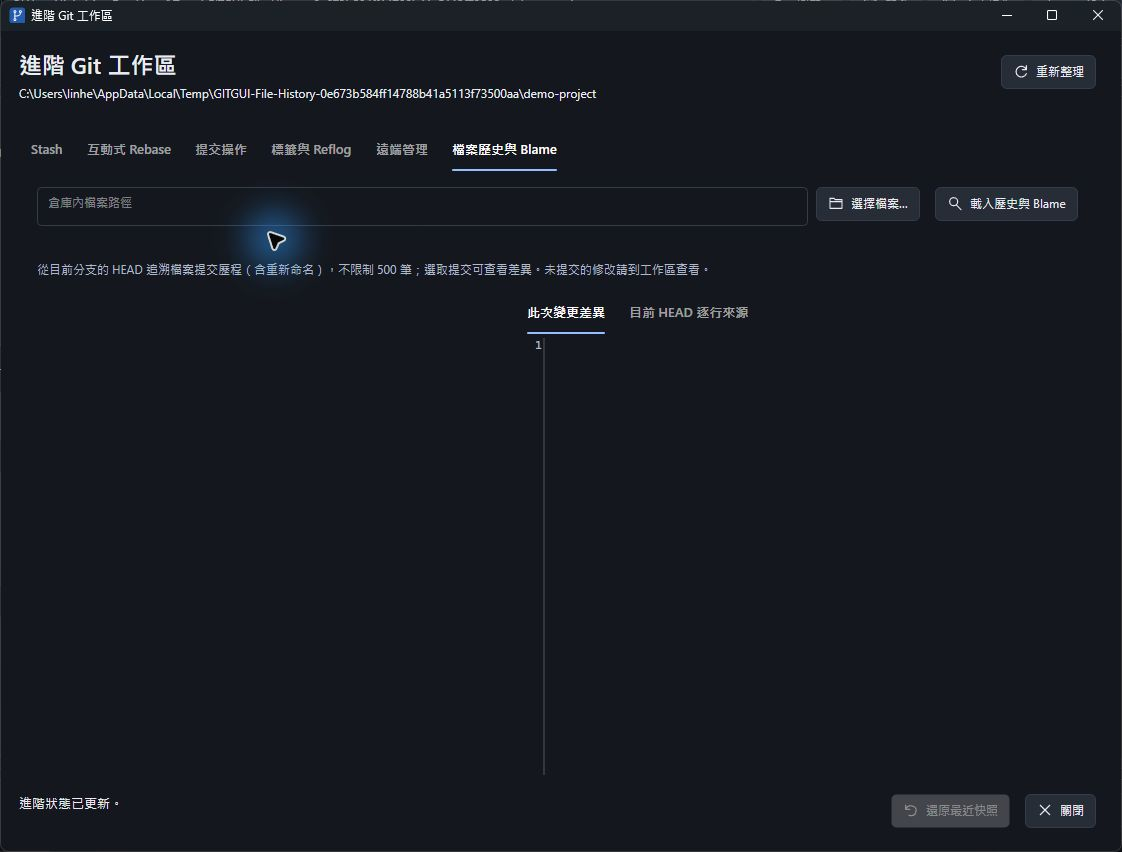 進階 Git 工作區
進階 Git 工作區
重新整理
C:\Users\linhe\AppData\Local\Temp\GITGUI-File-History-0e673b584ff14788b41a5113f73500aa\demo-project
Stash 互動式 Rebase 提交操作 標籤與 Reflog 遠端管理 檔案歷史與 Blame
倉庫內檔案路徑 選擇檔案... 載入歷史與 Blame
從目前分支的 HEAD 追溯檔案提交歷程（含重新命名），不限制 500 筆；選取提交可查看差異。未提交的修改請到工作區查看。
此次變更差異 目前 HEAD 逐行來源
1
進階狀態已更新。 還原最近快照 關閉